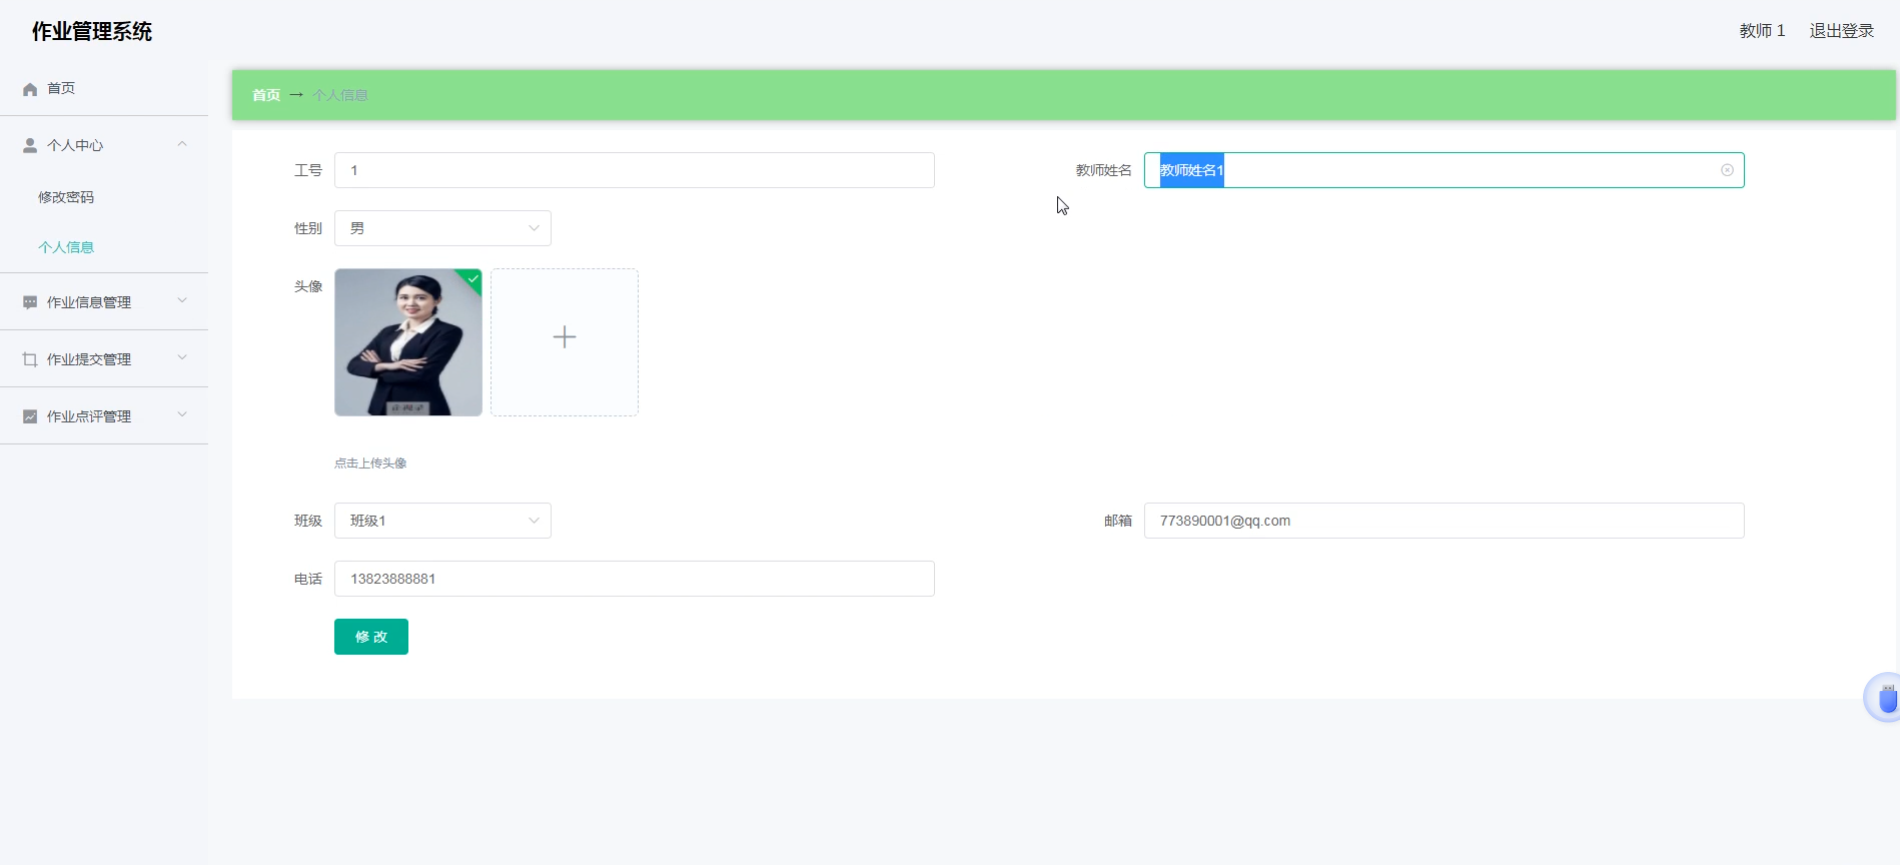 作业管理系统
教师 1
退出登录
首页
个人中心
修改密码
个人信息
作业信息管理
作业提交管理
作业点评管理
首页 → 个人信息
工号 1
教师姓名 教师姓名1
性别 男
头像
点击上传头像
班级 班级1
邮箱 773890001@qq.com
电话 13823888881
修 改